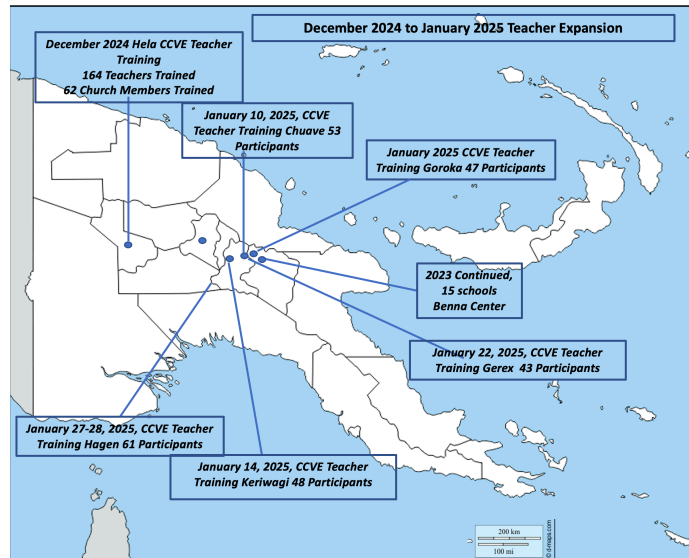 December 2024 to January 2025 Teacher Expansion
December 2024 Hela CCVE Teacher
Training
164 Teachers Trained
62 Church Members Trained
January 10, 2025, CCVE
Teacher Training Chuave 53
Participants
January 2025 CCVE Teacher
Training Goroka 47 Participants
2023 Continued,
15 schools
Benna Center
January 22, 2025, CCVE Teacher
Training Gerex 43 Participants
January 27-28, 2025, CCVE Teacher
Training Hagen 61 Participants
January 14, 2025, CCVE Teacher
Training Keriwagi 48 Participants
200 km
100 mi
© d-maps.com